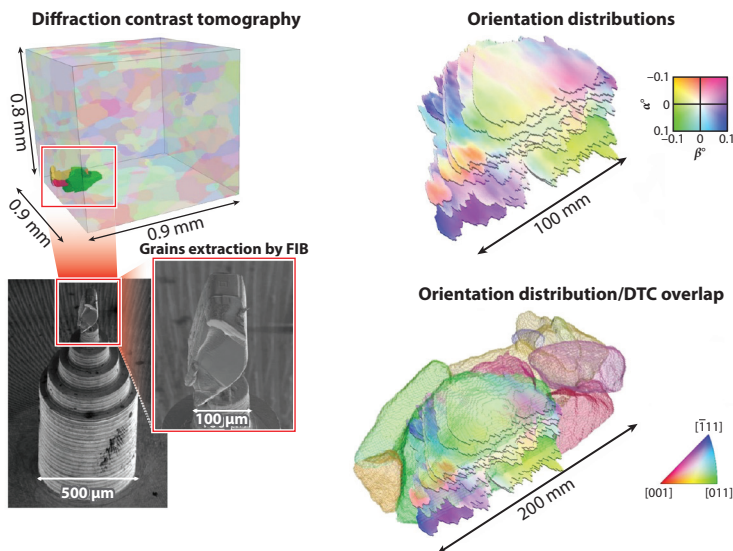 Diffraction contrast tomography
0.8 mm
0.9 mm
0.9 mm
Grains extraction by FIB
100 µm
500 µm
Orientation distributions
−0.1
0
0.1
α°
−0.1 0 0.1
β°
100 mm
Orientation distribution/DTC overlap
200 mm
[1̅11]
[001] [011]